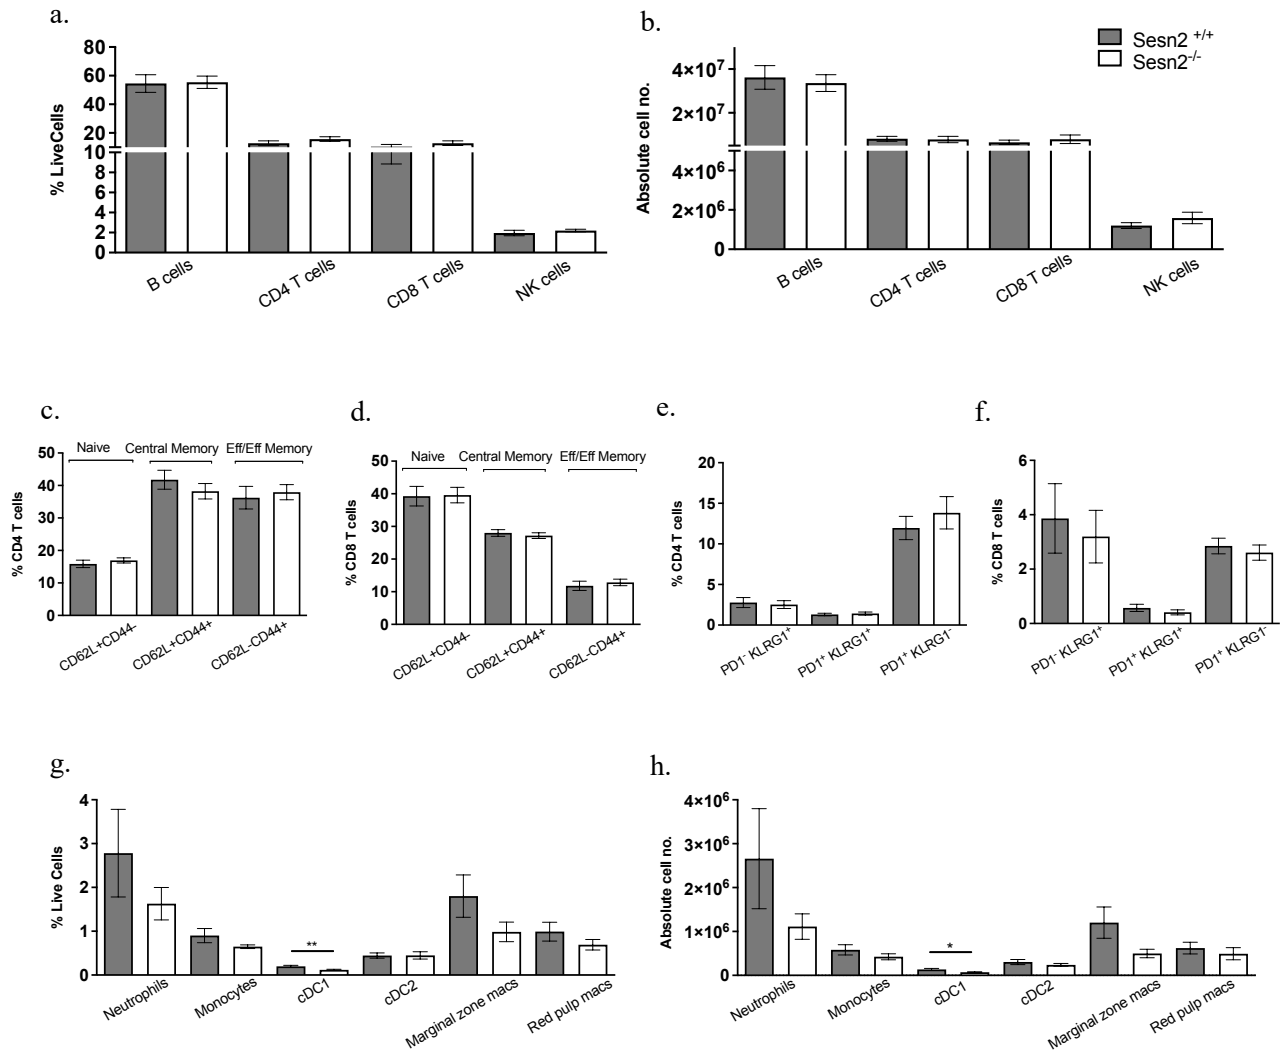 a.
80
60
40
20
10
8
6
4
2
0
% LiveCells
B cells
CD4 T cells
CD8 T cells
NK cells
b.
Sesn2 +/+
Sesn2-/-
4×10⁷
2×10⁷
4×10⁶
2×10⁶
0
Absolute cell no.
B cells
CD4 T cells
CD8 T cells
NK cells
c.
Naive
Central Memory
Eff/Eff Memory
50
40
30
20
10
0
% CD4 T cells
CD62L+CD44-
CD62L+CD44+
CD62L-CD44+
d.
Naive
Central Memory
Eff/Eff Memory
50
40
30
20
10
0
% CD8 T cells
CD62L+CD44-
CD62L+CD44+
CD62L-CD44+
e.
20
15
10
5
0
% CD4 T cells
PD1⁻ KLRG1⁺
PD1⁺ KLRG1⁺
PD1⁺ KLRG1⁻
f.
6
4
2
0
% CD8 T cells
PD1⁻ KLRG1⁺
PD1⁺ KLRG1⁺
PD1⁺ KLRG1⁻
g.
4
3
2
1
0
% Live Cells
**
Neutrophils
Monocytes
cDC1
cDC2
Marginal zone macs
Red pulp macs
h.
4×10⁶
3×10⁶
2×10⁶
1×10⁶
0
Absolute cell no.
*
Neutrophils
Monocytes
cDC1
cDC2
Marginal zone macs
Red pulp macs